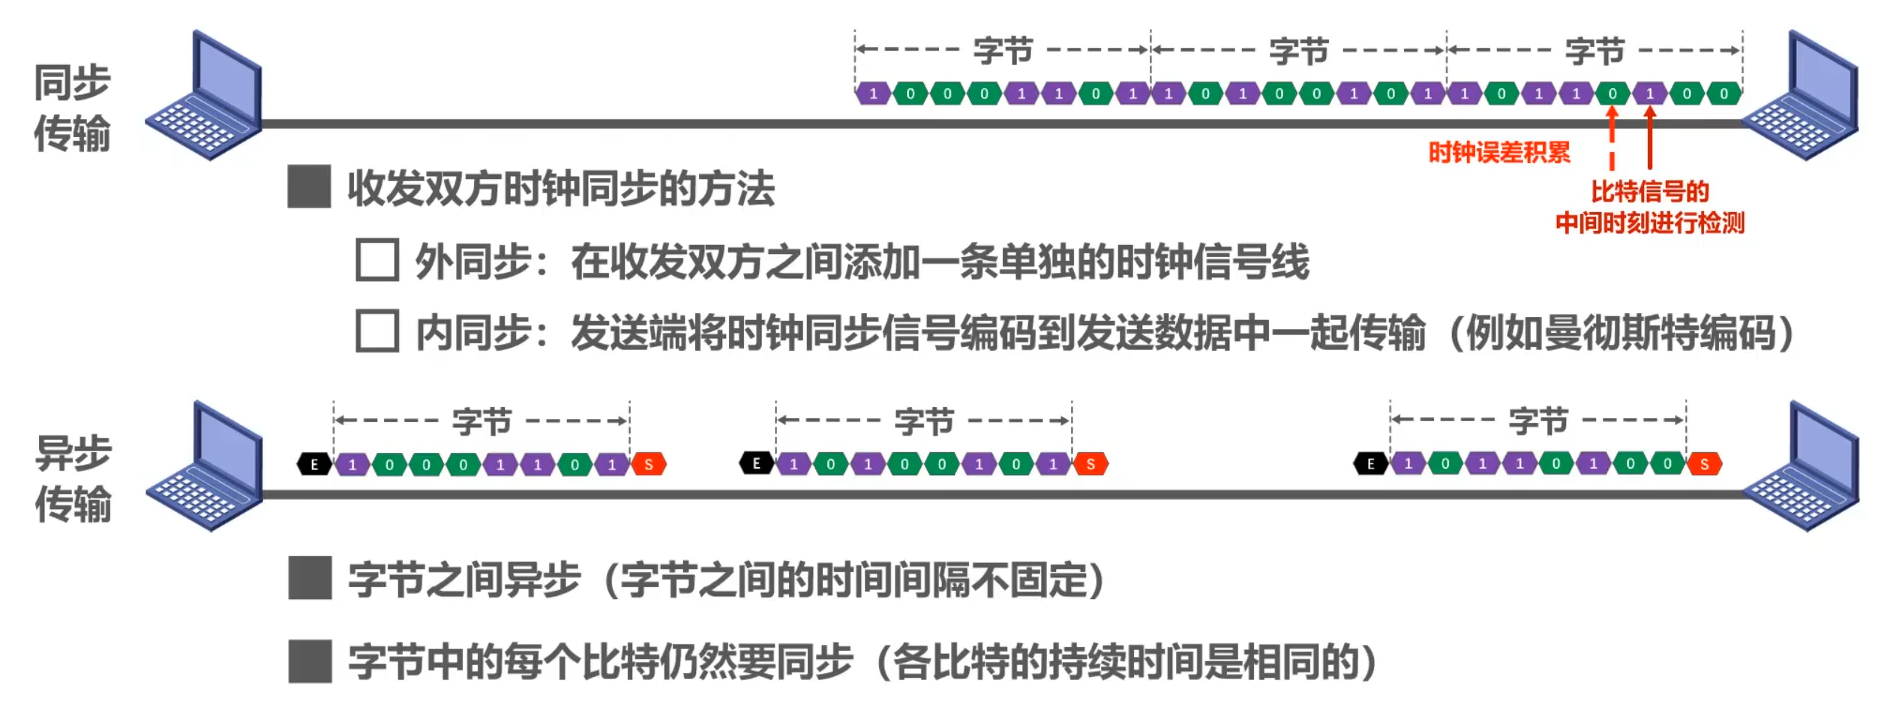 同步
传输
字节 字节 字节
1 0 0 0 1 1 0 1 1 0 1 0 0 1 0 1 1 0 1 1 0 1 0 0
时钟误差积累
比特信号的
中间时刻进行检测
收发双方时钟同步的方法
外同步：在收发双方之间添加一条单独的时钟信号线
内同步：发送端将时钟同步信号编码到发送数据中一起传输（例如曼彻斯特编码）
异步
传输
字节 字节 字节
E 1 0 0 0 1 1 0 1 S E 1 0 1 0 0 1 0 1 S E 1 0 1 1 0 1 0 0 S
字节之间异步（字节之间的时间间隔不固定）
字节中的每个比特仍然要同步（各比特的持续时间是相同的）